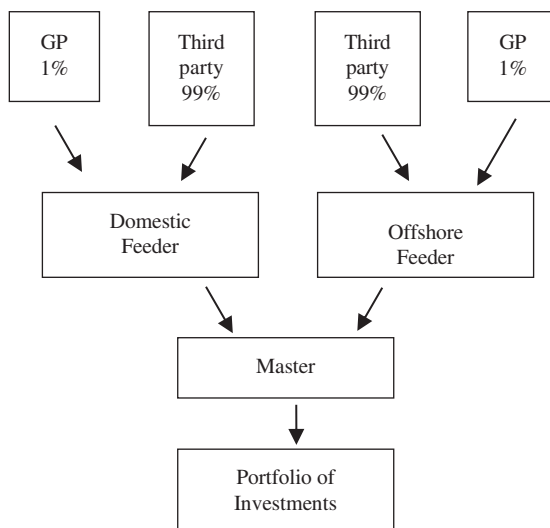 GP
1%
Third
party
99%
Third
party
99%
GP
1%
Domestic
Feeder
Offshore
Feeder
Master
Portfolio of
Investments